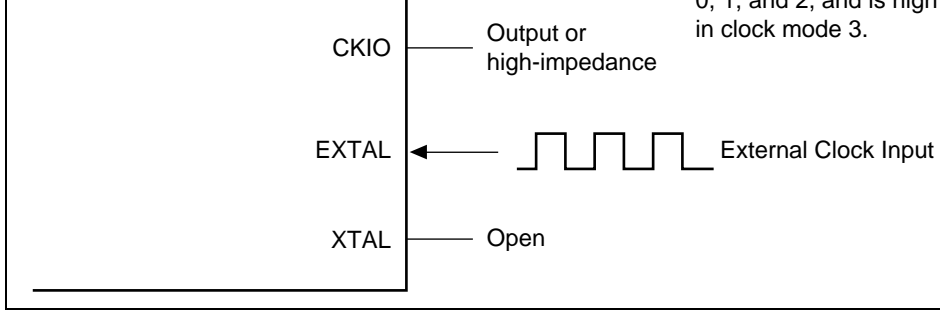 0, 1, and 2, and is high
in clock mode 3.
CKIO
Output or
high-impedance
EXTAL
External Clock Input
XTAL
Open